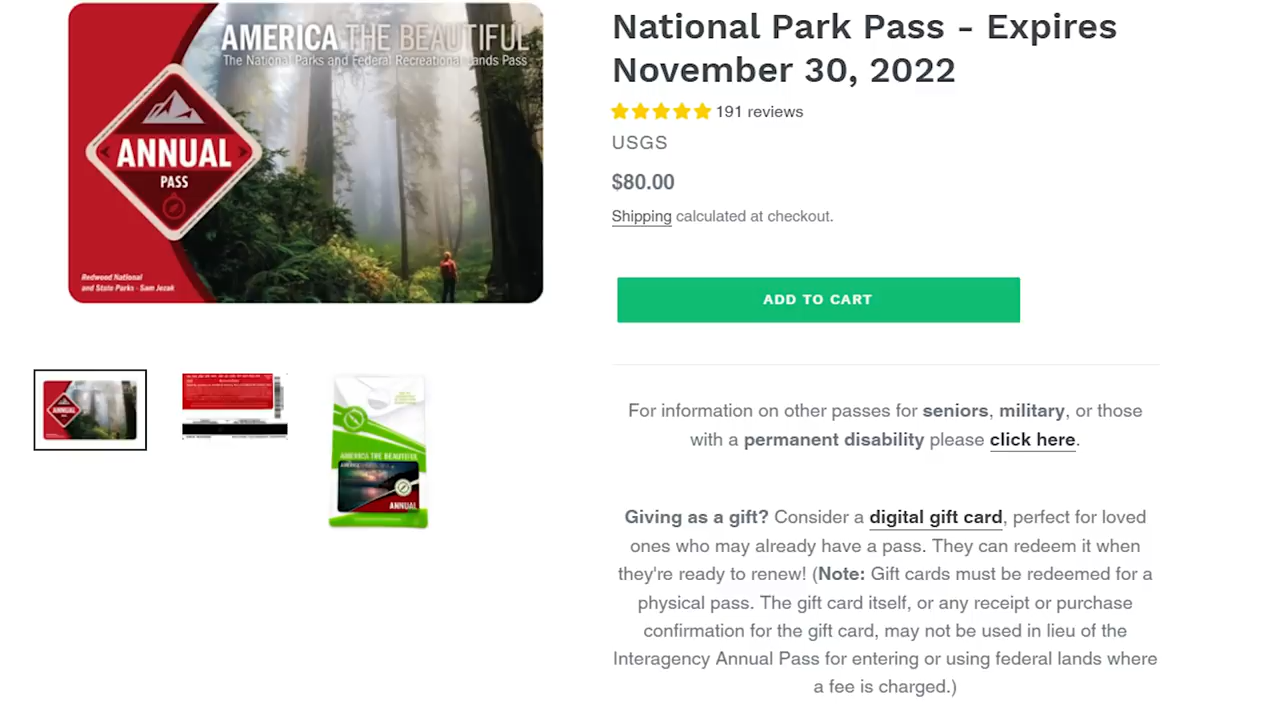 AMERICA THE BEAUTIFUL
The National Parks and Federal Recreational Lands Pass
ANNUAL
PASS
Redwood National
and State Parks - Sam Jezak
National Park Pass - Expires
November 30, 2022
191 reviews
USGS
$80.00
Shipping calculated at checkout.
ADD TO CART
ANNUAL
AMERICA THE BEAUTIFUL
ANNUAL
For information on other passes for seniors, military, or those
with a permanent disability please click here.
Giving as a gift? Consider a digital gift card, perfect for loved
ones who may already have a pass. They can redeem it when
they're ready to renew! (Note: Gift cards must be redeemed for a
physical pass. The gift card itself, or any receipt or purchase
confirmation for the gift card, may not be used in lieu of the
Interagency Annual Pass for entering or using federal lands where
a fee is charged.)